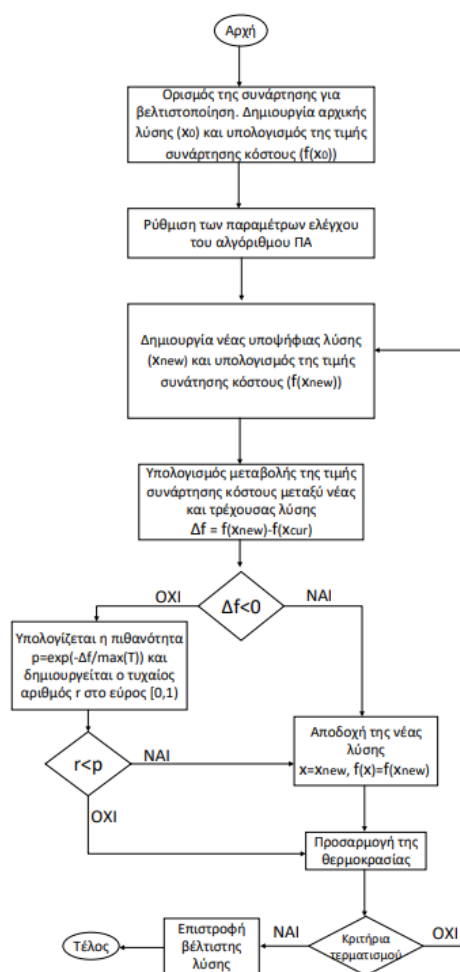 Αρχή
Ορισμός της συνάρτησης για
βελτιστοποίηση. Δημιουργία αρχικής
λύσης (x0) και υπολογισμός της τιμής
συνάρτησης κόστους (f(x0))
Ρύθμιση των παραμέτρων ελέγχου
του αλγόριθμου ΠΑ
Δημιουργία νέας υποψήφιας λύσης
(xnew) και υπολογισμός της τιμής
συνάτησης κόστους (f(xnew))
Υπολογισμός μεταβολής της τιμής
συνάρτησης κόστους μεταξύ νέας
και τρέχουσας λύσης
Δf = f(xnew)-f(xcur)
Δf<0
ΟΧΙ
ΝΑΙ
Υπολογίζεται η πιθανότητα
p=exp(-Δf/max(T)) και
δημιουργείται ο τυχαίος
αριθμός r στο εύρος [0,1)
r<p
ΝΑΙ
ΟΧΙ
Αποδοχή της νέας
λύσης
x=xnew, f(x)=f(xnew)
Προσαρμογή της
θερμοκρασίας
Κριτήρια
τερματισμού
ΝΑΙ
ΟΧΙ
Επιστροφή
βέλτιστης
λύσης
Τέλος